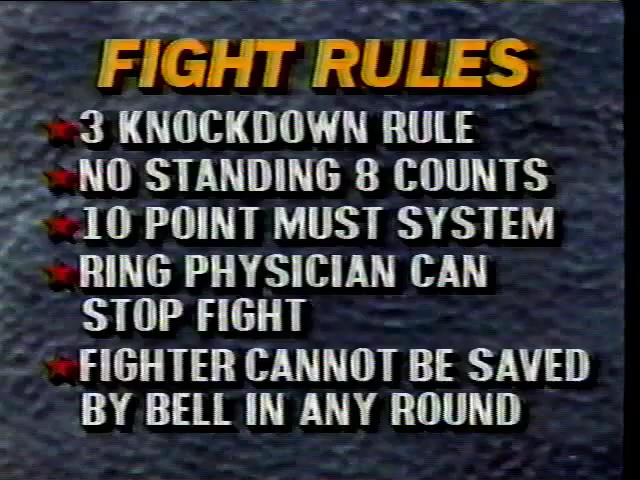 FIGHT RULES
3 KNOCKDOWN RULE
NO STANDING 8 COUNTS
10 POINT MUST SYSTEM
RING PHYSICIAN CAN
STOP FIGHT
FIGHTER CANNOT BE SAVED
BY BELL IN ANY ROUND